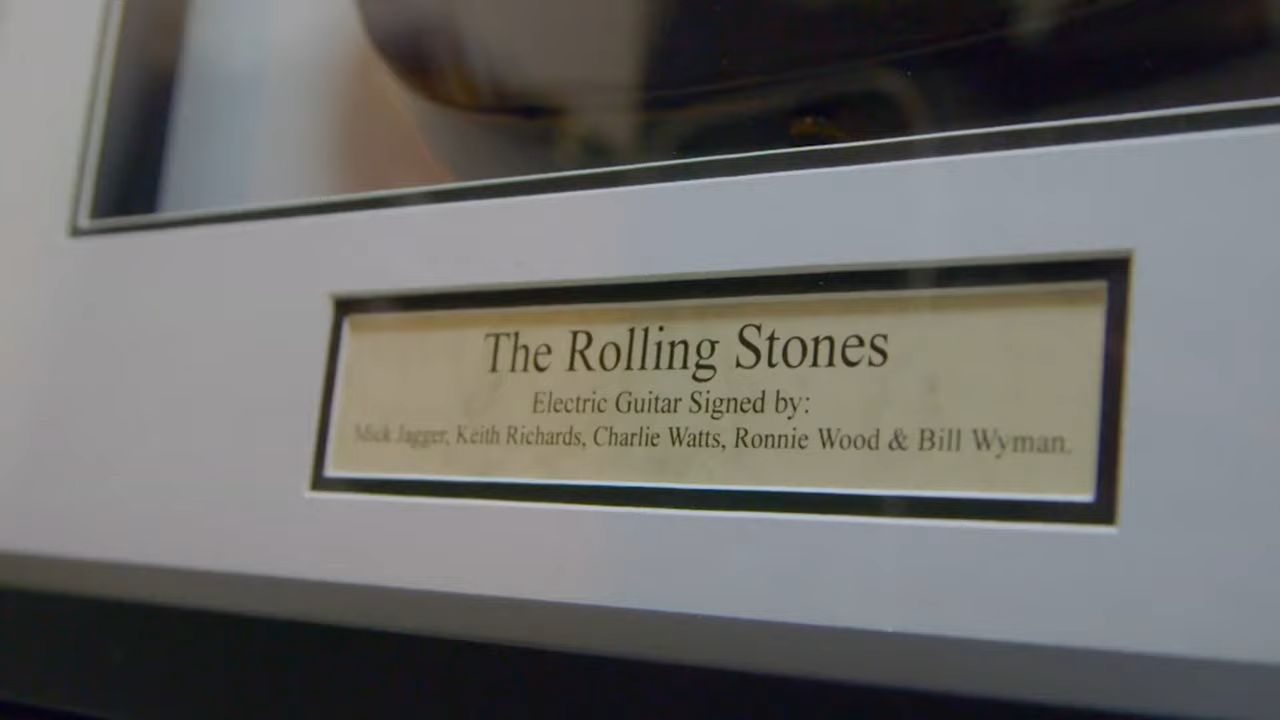 The Rolling Stones
Electric Guitar Signed by:
Mick Jagger, Keith Richards, Charlie Watts, Ronnie Wood & Bill Wyman.